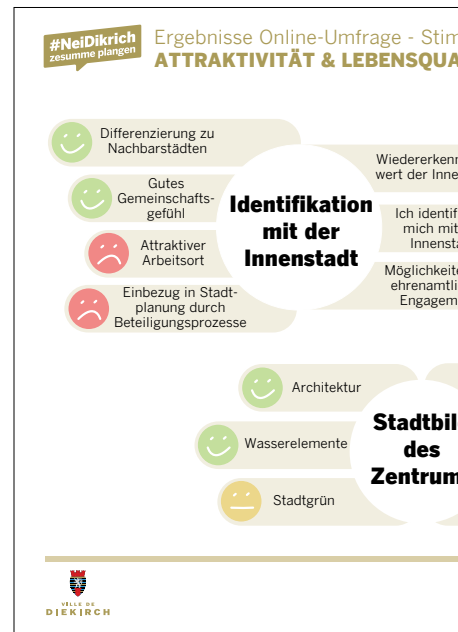 #NeiDikrich
zesumme plangen
Ergebnisse Online-Umfrage - Stim
ATTRAKTIVITÄT & LEBENSQUA
Differenzierung zu
Nachbarstädten
Gutes
Gemeinschafts-
gefühl
Attraktiver
Arbeitsort
Einbezug in Stadt-
planung durch
Beteiligungsprozesse
Identifikation
mit der
Innenstadt
Wiedererkenn
wert der Inne
Ich identif
mich mit
Innensta
Möglichkeite
ehrenamtli
Engagem
Architektur
Wasserelemente
Stadtgrün
Stadtbil
des
Zentrum
VILLE DE
DIEKIRCH